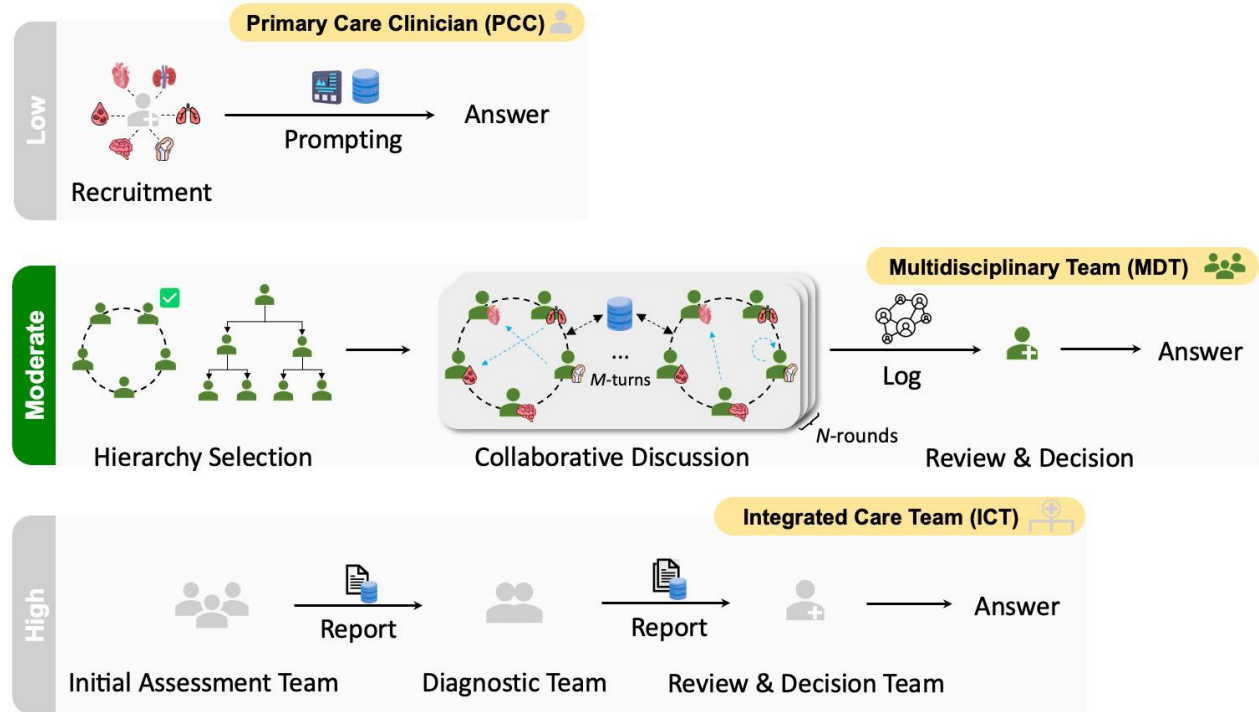 Primary Care Clinician (PCC)
Low
Prompting
Answer
Recruitment
Multidisciplinary Team (MDT)
Moderate
...
M-turns
Log
Answer
N-rounds
Hierarchy Selection
Collaborative Discussion
Review & Decision
Integrated Care Team (ICT)
High
Report
Report
Answer
Initial Assessment Team
Diagnostic Team
Review & Decision Team